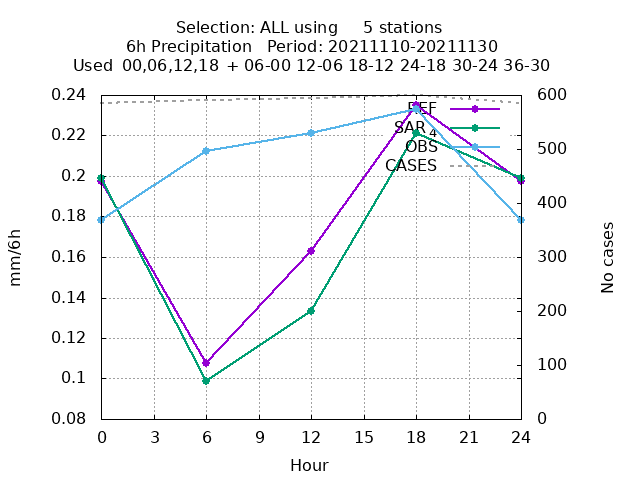 Selection: ALL using 5 stations
6h Precipitation Period: 20211110-20211130
Used 00,06,12,18 + 06-00 12-06 18-12 24-18 30-24 36-30
0.24
0.22
0.2
0.18
0.16
0.14
0.12
0.1
0.08
mm/6h
600
500
400
300
200
100
0
No cases
REF
SAR 4
OBS
CASES
0 3 6 9 12 15 18 21 24
Hour